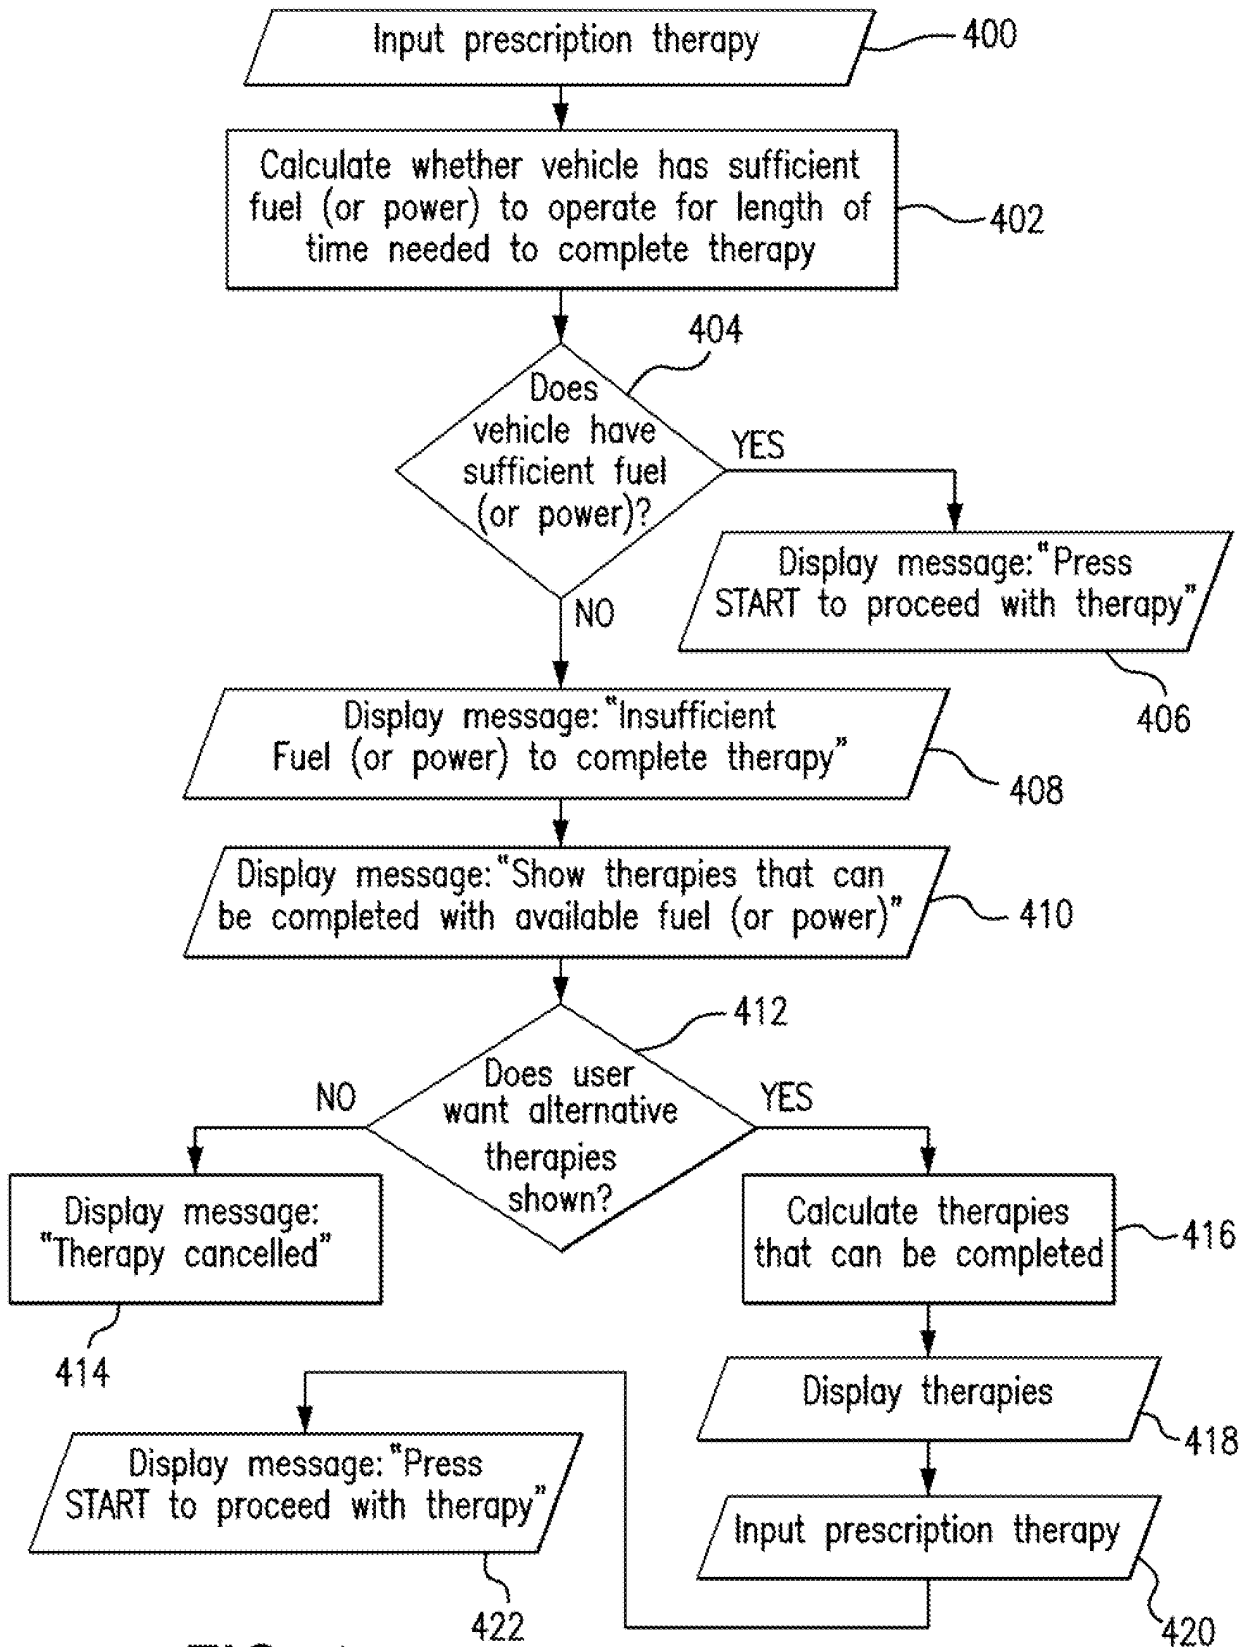 Input prescription therapy
400
Calculate whether vehicle has sufficient
fuel (or power) to operate for length of
time needed to complete therapy
402
404
Does
vehicle have
sufficient fuel
(or power)?
YES
NO
Display message:"Press
START to proceed with therapy"
406
Display message:"Insufficient
Fuel (or power) to complete therapy"
408
Display message:"Show therapies that can
be completed with available fuel (or power)"
410
412
Does user
want alternative
therapies
shown?
NO
YES
Display message:
"Therapy cancelled"
414
Calculate therapies
that can be completed
416
Display therapies
418
Input prescription therapy
420
Display message:"Press
START to proceed with therapy"
422